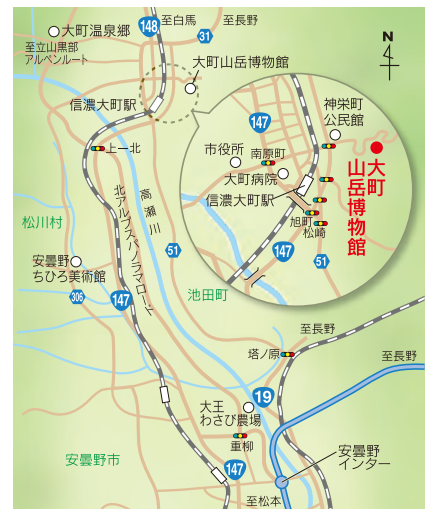 至白馬
至長野
148
31
大町温泉郷
至立山黒部
アルペンルート
大町山岳博物館
N
信濃大町駅
上一北
147
神栄町
公民館
市役所
南原町
大町病院
信濃大町駅
旭町
松崎
147
51
大町
山岳博物館
北アルプスパノラマロード
高瀬川
松川村
51
安曇野
ちひろ美術館
306
147
池田町
至長野
塔ノ原
至長野
19
大王
わさび農場
重柳
147
安曇野市
安曇野
インター
至松本